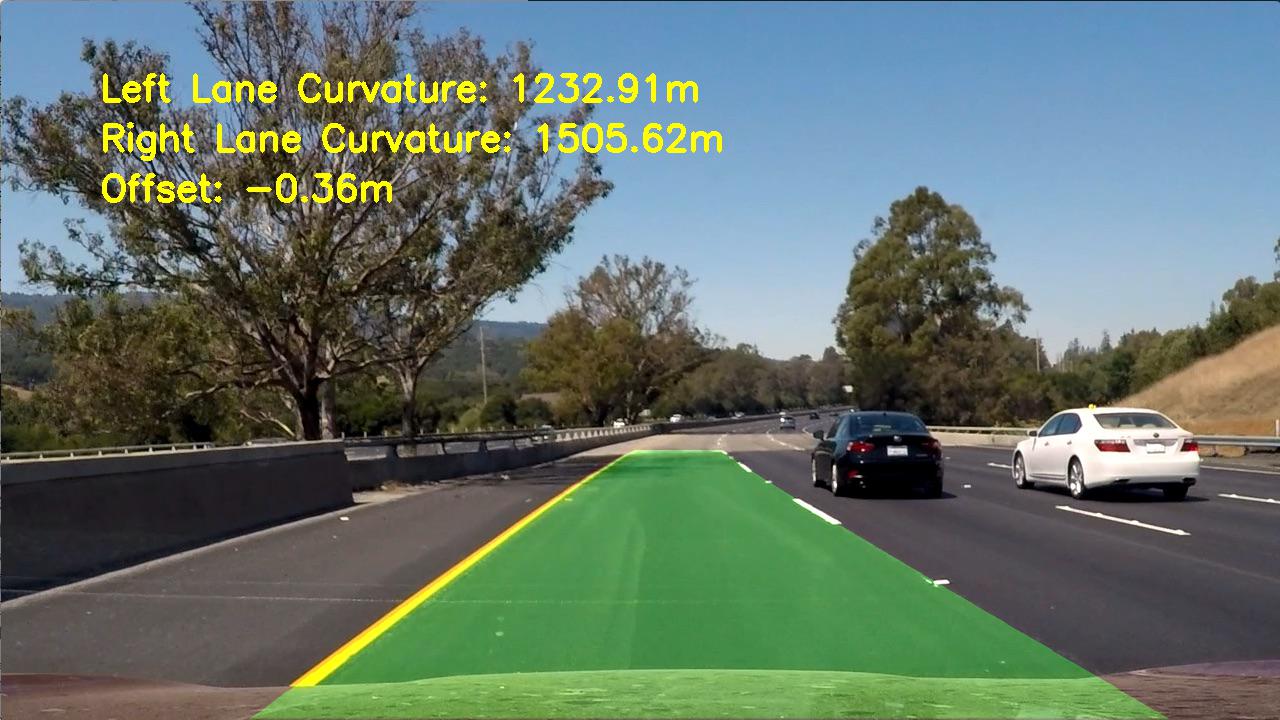 Left Lane Curvature: 1232.91m
Right Lane Curvature: 1505.62m
Offset: -0.36m